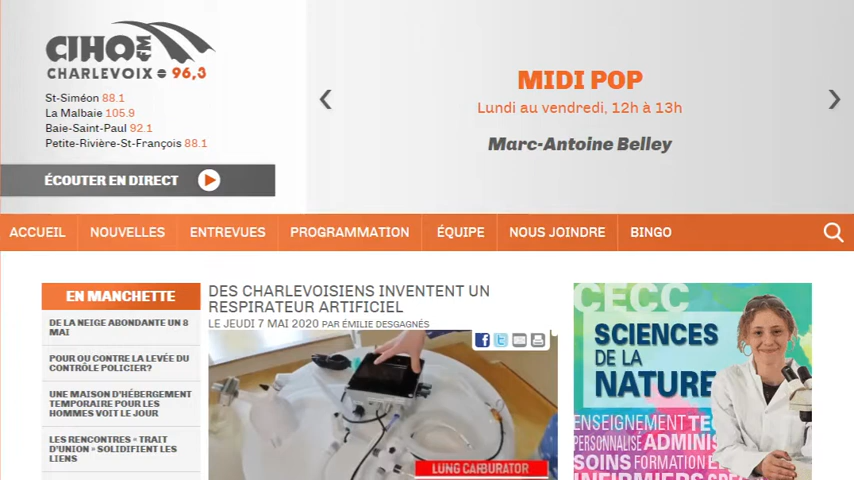 CIHO FM
CHARLEVOIX 96,3
St-Siméon 88.1
La Malbaie 105.9
Baie-Saint-Paul 92.1
Petite-Rivière-St-François 88.1
ÉCOUTER EN DIRECT
MIDI POP
Lundi au vendredi, 12h à 13h
Marc-Antoine Belley
ACCUEIL NOUVELLES ENTREVUES PROGRAMMATION ÉQUIPE NOUS JOINDRE BINGO
EN MANCHETTE
DE LA NEIGE ABONDANTE UN 8
MAI
POUR OU CONTRE LA LEVÉE DU
CONTRÔLE POLICIER?
UNE MAISON D'HÉBERGEMENT
TEMPORAIRE POUR LES
HOMMES VOIT LE JOUR
LES RENCONTRES « TRAIT
D'UNION » SOLIDIFIENT LES
LIENS
DES CHARLEVOISIENS INVENTENT UN
RESPIRATEUR ARTIFICIEL
LE JEUDI 7 MAI 2020 PAR ÉMILIE DESGAGNÉS
LUNG CARBURATOR
CECC
SCIENCES
DE LA
NATURE
ENSEIGNEMENT
PERSONNALISÉ ADMINIS
SOINS FORMATION
INFIRMIERS